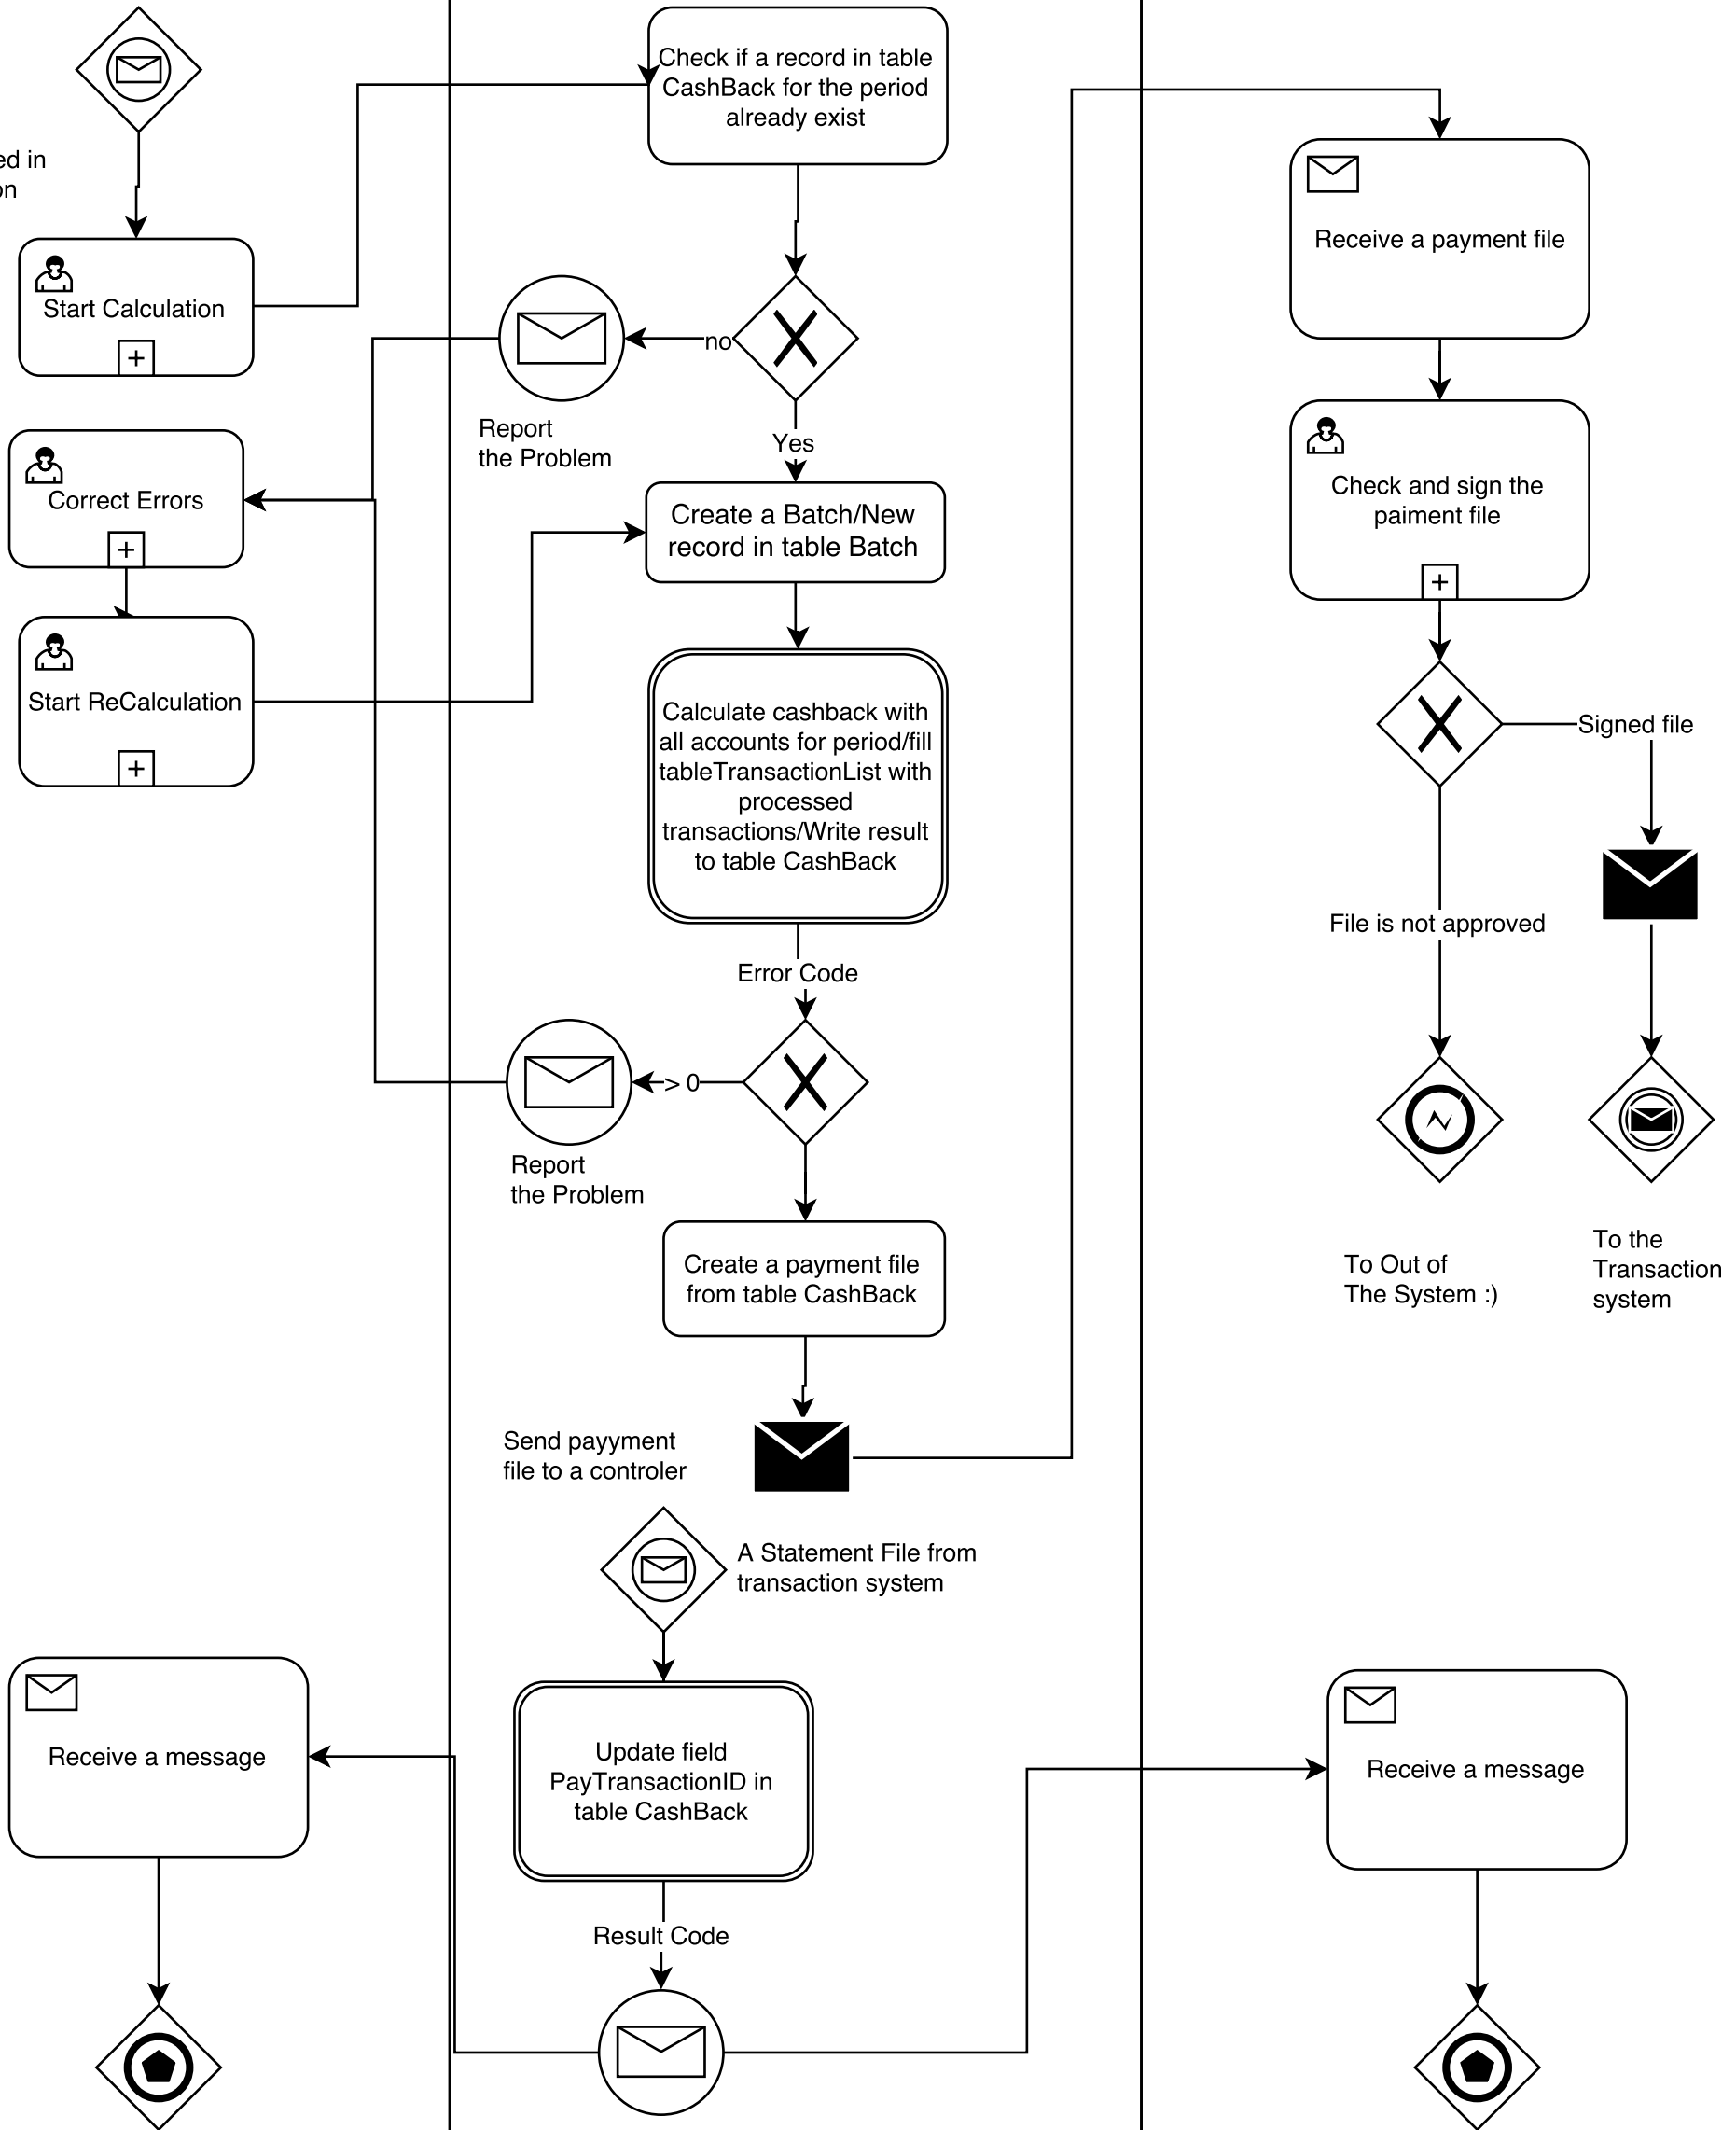 ed in
on
Start Calculation
Correct Errors
Start ReCalculation
Receive a message
Check if a record in table
CashBack for the period
already exist
no
Report
the Problem
Yes
Create a Batch/New
record in table Batch
Calculate cashback with
all accounts for period/fill
tableTransactionList with
processed
transactions/Write result
to table CashBack
Error Code
> 0
Report
the Problem
Create a payment file
from table CashBack
Send payyment
file to a controler
A Statement File from
transaction system
Update field
PayTransactionID in
table CashBack
Result Code
Receive a payment file
Check and sign the
paiment file
Signed file
File is not approved
To Out of
The System :)
To the
Transaction
system
Receive a message